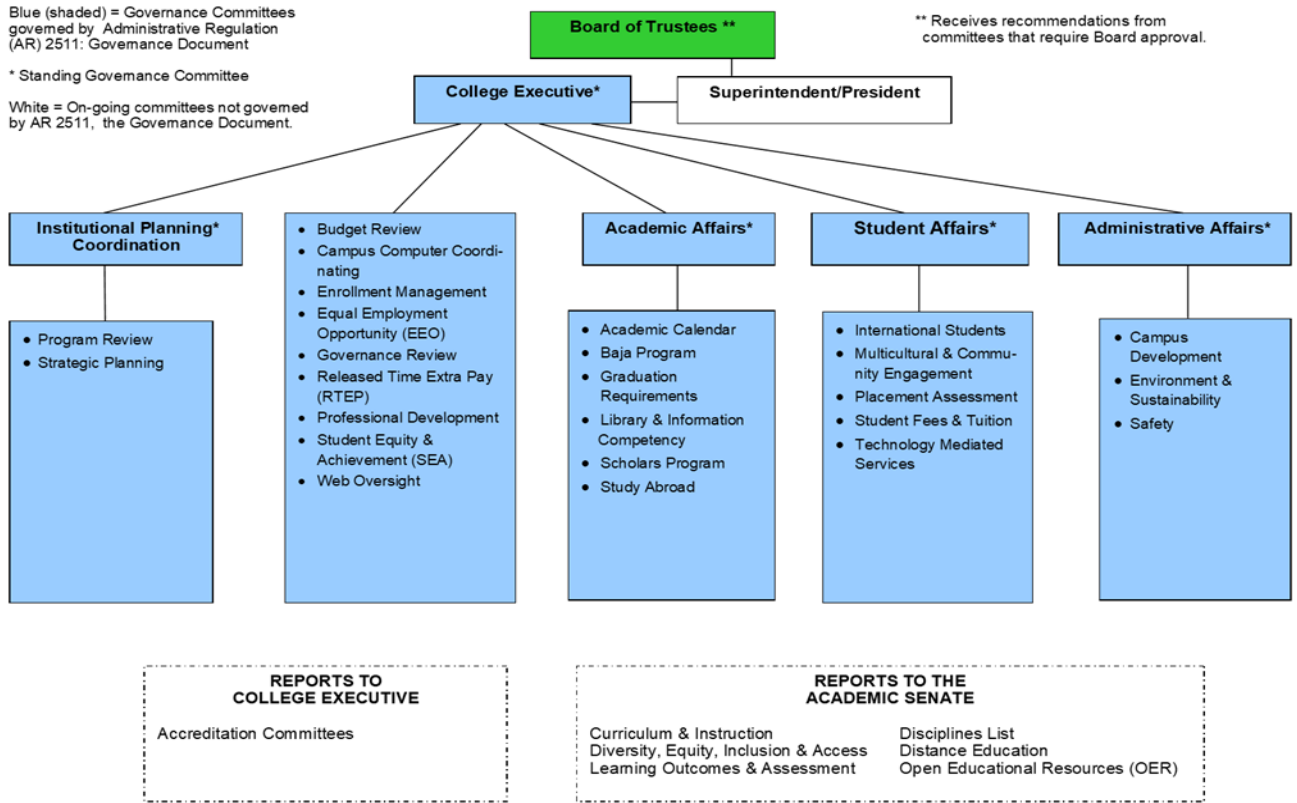 Blue (shaded) = Governance Committees
governed by Administrative Regulation
(AR) 2511: Governance Document
* Standing Governance Committee
White = On-going committees not governed
by AR 2511, the Governance Document.
Board of Trustees **
** Receives recommendations from
committees that require Board approval.
College Executive*
Superintendent/President
Institutional Planning*
Coordination
• Program Review
• Strategic Planning
• Budget Review
• Campus Computer Coordi-
nating
• Enrollment Management
• Equal Employment
Opportunity (EEO)
• Governance Review
• Released Time Extra Pay
(RTEP)
• Professional Development
• Student Equity &
Achievement (SEA)
• Web Oversight
Academic Affairs*
• Academic Calendar
• Baja Program
• Graduation
Requirements
• Library & Information
Competency
• Scholars Program
• Study Abroad
Student Affairs*
• International Students
• Multicultural & Commu-
nity Engagement
• Placement Assessment
• Student Fees & Tuition
• Technology Mediated
Services
Administrative Affairs*
• Campus
Development
• Environment &
Sustainability
• Safety
REPORTS TO
COLLEGE EXECUTIVE
Accreditation Committees
REPORTS TO THE
ACADEMIC SENATE
Curriculum & Instruction
Diversity, Equity, Inclusion & Access
Learning Outcomes & Assessment
Disciplines List
Distance Education
Open Educational Resources (OER)